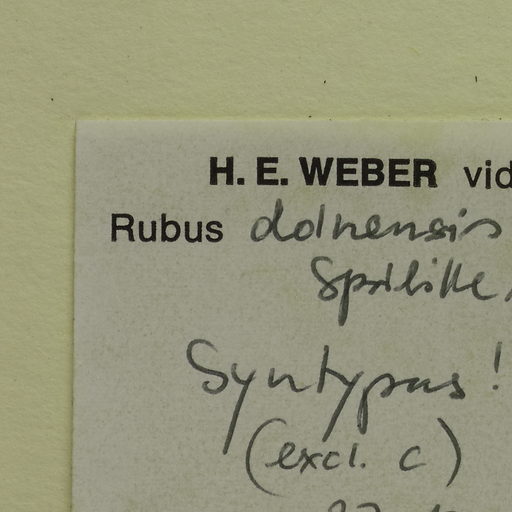 H. E. WEBER vid
Rubus dolnensis
Spribille
Syntypus !
(excl. c)